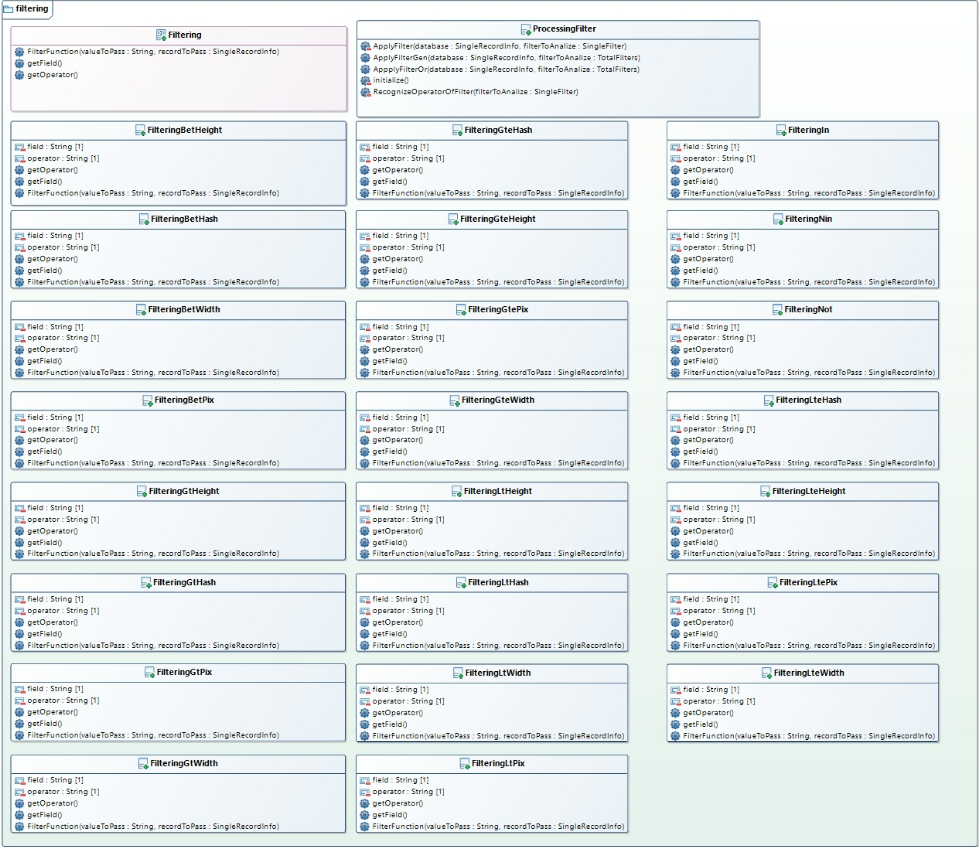 filtering
Filtering
FilterFunction(valueToPass : String, recordToPass : SingleRecordInfo)
getField()
getOperator()
ProcessingFilter
ApplyFilter(database : SingleRecordInfo, filterToAnalize : SingleFilter)
ApplyFilterGen(database : SingleRecordInfo, filterToAnalize : TotalFilters)
AppplyFilterOr(database : SingleRecordInfo, filterToAnalize : TotalFilters)
initialize()
RecognizeOperatorOfFilter(filterToAnalize : SingleFilter)
FilteringBetHeight
field : String [1]
operator : String [1]
getOperator()
getField()
FilterFunction(valueToPass : String, recordToPass : SingleRecordInfo)
FilteringGteHash
field : String [1]
operator : String [1]
getOperator()
getField()
FilterFunction(valueToPass : String, recordToPass : SingleRecordInfo)
FilteringIn
field : String [1]
operator : String [1]
getOperator()
getField()
FilterFunction(valueToPass : String, recordToPass : SingleRecordInfo)
FilteringBetHash
field : String [1]
operator : String [1]
getOperator()
getField()
FilterFunction(valueToPass : String, recordToPass : SingleRecordInfo)
FilteringGteHeight
field : String [1]
operator : String [1]
getOperator()
getField()
FilterFunction(valueToPass : String, recordToPass : SingleRecordInfo)
FilteringNin
field : String [1]
operator : String [1]
getOperator()
getField()
FilterFunction(valueToPass : String, recordToPass : SingleRecordInfo)
FilteringBetWidth
field : String [1]
operator : String [1]
getOperator()
getField()
FilterFunction(valueToPass : String, recordToPass : SingleRecordInfo)
FilteringGtePix
field : String [1]
operator : String [1]
getOperator()
getField()
FilterFunction(valueToPass : String, recordToPass : SingleRecordInfo)
FilteringNot
field : String [1]
operator : String [1]
getOperator()
getField()
FilterFunction(valueToPass : String, recordToPass : SingleRecordInfo)
FilteringBetPix
field : String [1]
operator : String [1]
getOperator()
getField()
FilterFunction(valueToPass : String, recordToPass : SingleRecordInfo)
FilteringGteWidth
field : String [1]
operator : String [1]
getOperator()
getField()
FilterFunction(valueToPass : String, recordToPass : SingleRecordInfo)
FilteringLteHash
field : String [1]
operator : String [1]
getOperator()
getField()
FilterFunction(valueToPass : String, recordToPass : SingleRecordInfo)
FilteringGtHeight
field : String [1]
operator : String [1]
getOperator()
getField()
FilterFunction(valueToPass : String, recordToPass : SingleRecordInfo)
FilteringLtHeight
field : String [1]
operator : String [1]
getOperator()
getField()
FilterFunction(valueToPass : String, recordToPass : SingleRecordInfo)
FilteringLteHeight
field : String [1]
operator : String [1]
getOperator()
getField()
FilterFunction(valueToPass : String, recordToPass : SingleRecordInfo)
FilteringGtHash
field : String [1]
operator : String [1]
getOperator()
getField()
FilterFunction(valueToPass : String, recordToPass : SingleRecordInfo)
FilteringLtHash
field : String [1]
operator : String [1]
getOperator()
getField()
FilterFunction(valueToPass : String, recordToPass : SingleRecordInfo)
FilteringLtePix
field : String [1]
operator : String [1]
getOperator()
getField()
FilterFunction(valueToPass : String, recordToPass : SingleRecordInfo)
FilteringGtPix
field : String [1]
operator : String [1]
getOperator()
getField()
FilterFunction(valueToPass : String, recordToPass : SingleRecordInfo)
FilteringLtWidth
field : String [1]
operator : String [1]
getOperator()
getField()
FilterFunction(valueToPass : String, recordToPass : SingleRecordInfo)
FilteringLteWidth
field : String [1]
operator : String [1]
getOperator()
getField()
FilterFunction(valueToPass : String, recordToPass : SingleRecordInfo)
FilteringGtWidth
field : String [1]
operator : String [1]
getOperator()
getField()
FilterFunction(valueToPass : String, recordToPass : SingleRecordInfo)
FilteringLtPix
field : String [1]
operator : String [1]
getOperator()
getField()
FilterFunction(valueToPass : String, recordToPass : SingleRecordInfo)